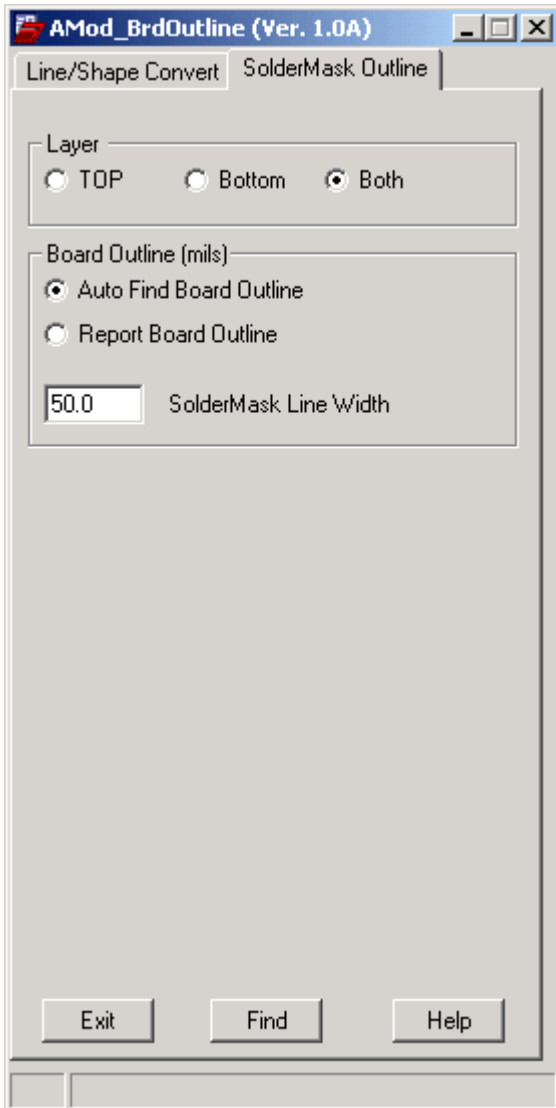 AMod_BrdOutline (Ver. 1.0A)
Line/Shape Convert SolderMask Outline
Layer
TOP Bottom Both
Board Outline (mils)
Auto Find Board Outline
Report Board Outline
50.0 SolderMask Line Width
Exit Find Help